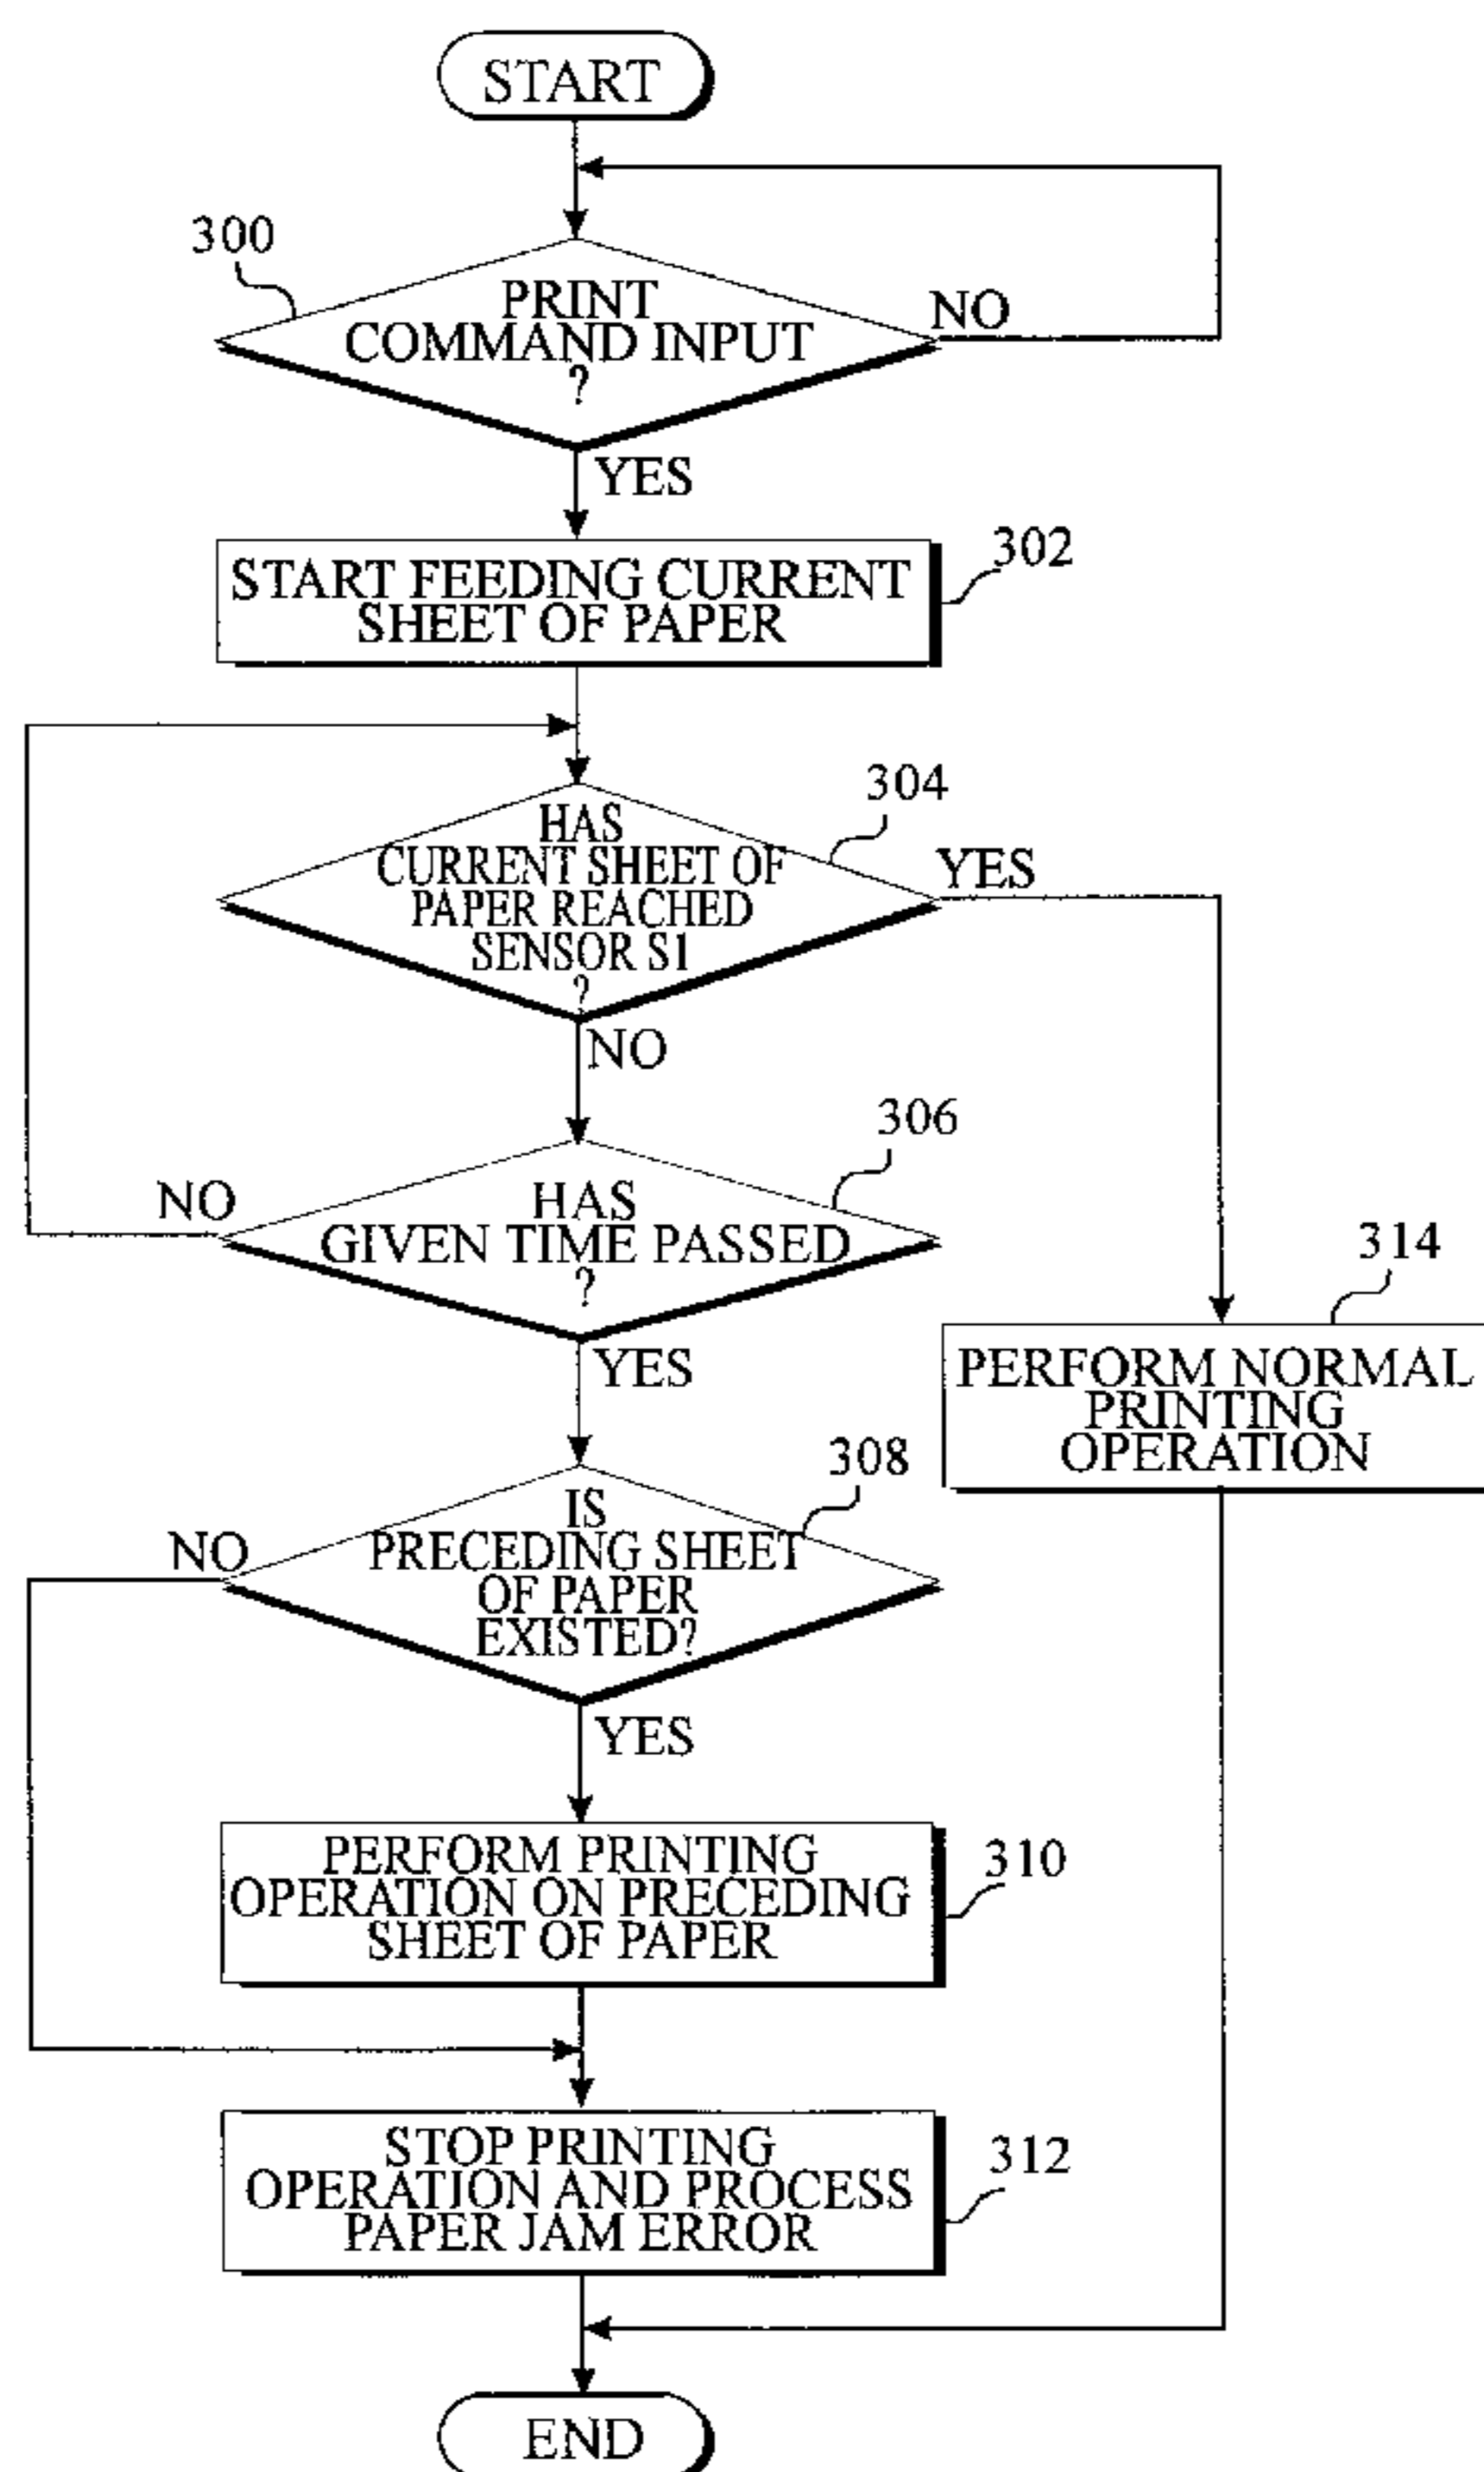 START
300
PRINT
COMMAND INPUT
?
NO
YES
START FEEDING CURRENT
SHEET OF PAPER
302
304
HAS
CURRENT SHEET OF
PAPER REACHED
SENSOR S1
?
YES
NO
306
HAS
GIVEN TIME PASSED
?
NO
YES
314
PERFORM NORMAL
PRINTING
OPERATION
308
IS
PRECEDING SHEET
OF PAPER
EXISTED?
NO
YES
PERFORM PRINTING
OPERATION ON PRECEDING
SHEET OF PAPER
310
STOP PRINTING
OPERATION AND PROCESS
PAPER JAM ERROR
312
END